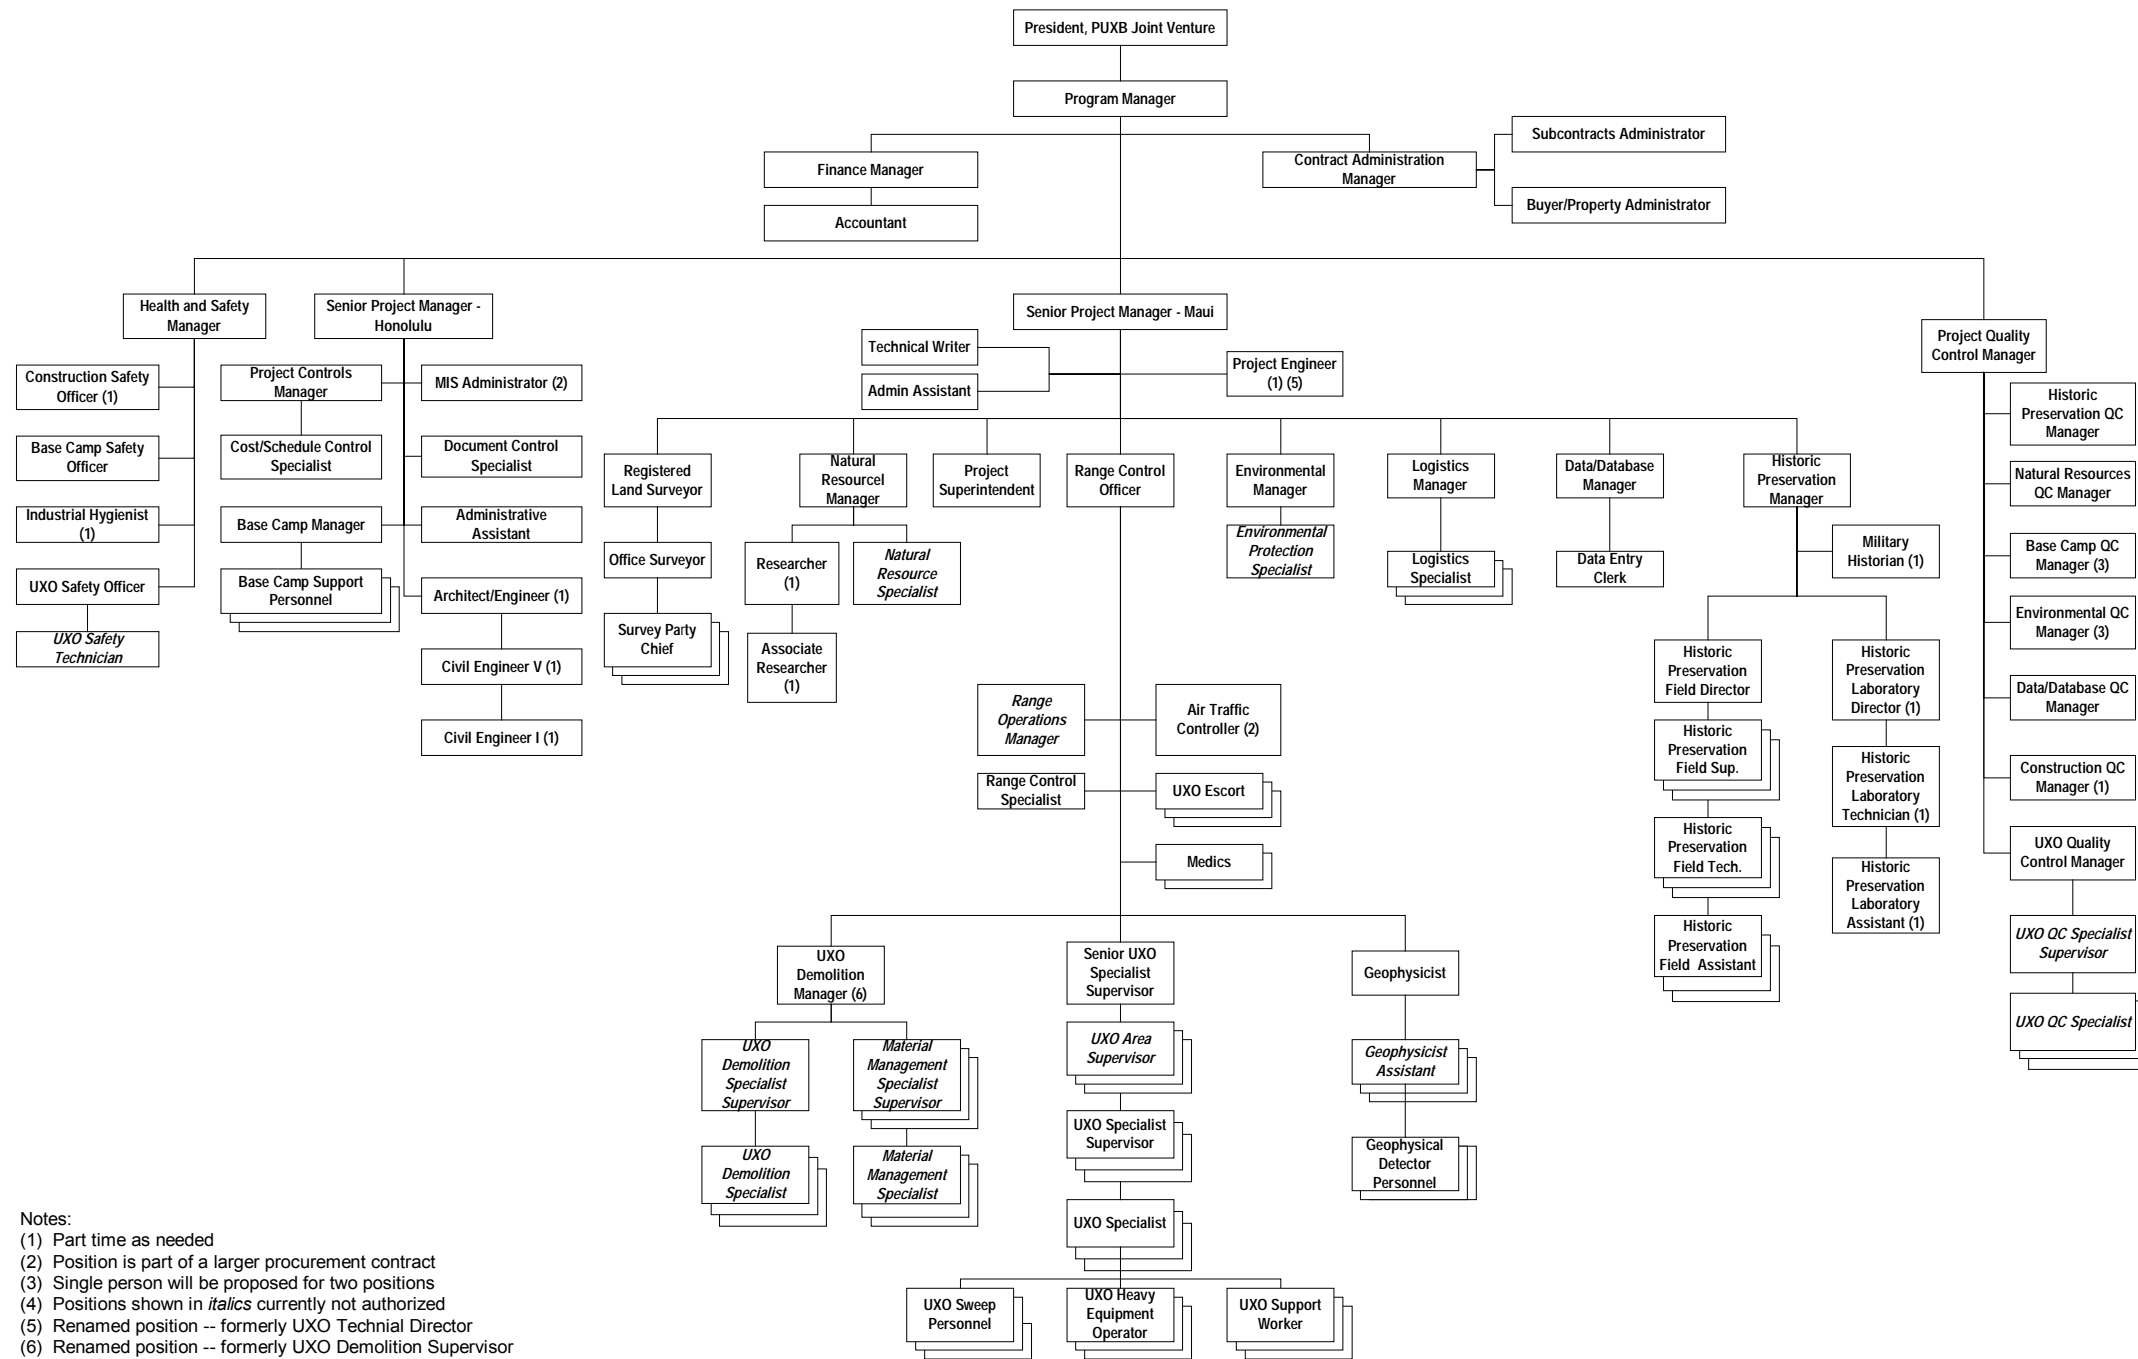 President, PUXB Joint Venture
Program Manager
Subcontracts Administrator
Finance Manager
Contract Administration
Manager
Accountant
Buyer/Property Administrator
Health and Safety
Manager
Senior Project Manager -
Honolulu
Senior Project Manager - Maui
Project Quality
Control Manager
Technical Writer
Admin Assistant
Project Engineer
(1) (5)
Construction Safety
Officer (1)
Base Camp Safety
Officer
Industrial Hygienist
(1)
UXO Safety Officer
UXO Safety
Technician
Project Controls
Manager
Cost/Schedule Control
Specialist
Base Camp Manager
Base Camp Support
Personnel
MIS Administrator (2)
Document Control
Specialist
Administrative
Assistant
Architect/Engineer (1)
Civil Engineer V (1)
Civil Engineer I (1)
Registered
Land Surveyor
Office Surveyor
Survey Party
Chief
Natural
Resourcel
Manager
Researcher
(1)
Natural
Resource
Specialist
Associate
Researcher
(1)
Project
Superintendent
Range Control
Officer
Environmental
Manager
Environmental
Protection
Specialist
Logistics
Manager
Logistics
Specialist
Data/Database
Manager
Data Entry
Clerk
Historic
Preservation
Manager
Military
Historian (1)
Historic
Preservation
Field Director
Historic
Preservation
Field Sup.
Historic
Preservation
Field Tech.
Historic
Preservation
Field Assistant
Historic
Preservation
Laboratory
Director (1)
Historic
Preservation
Laboratory
Technician (1)
Historic
Preservation
Laboratory
Assistant (1)
Historic
Preservation QC
Manager
Natural Resources
QC Manager
Base Camp QC
Manager (3)
Environmental QC
Manager (3)
Data/Database QC
Manager
Construction QC
Manager (1)
UXO Quality
Control Manager
UXO QC Specialist
Supervisor
UXO QC Specialist
Range
Operations
Manager
Air Traffic
Controller (2)
Range Control
Specialist
UXO Escort
Medics
UXO
Demolition
Manager (6)
UXO
Demolition
Specialist
Supervisor
UXO
Demolition
Specialist
Material
Management
Specialist
Supervisor
Material
Management
Specialist
Senior UXO
Specialist
Supervisor
UXO Area
Supervisor
UXO Specialist
Supervisor
UXO Specialist
UXO Sweep
Personnel
UXO Heavy
Equipment
Operator
UXO Support
Worker
Geophysicist
Geophysicist
Assistant
Geophysical
Detector
Personnel
Notes:
(1) Part time as needed
(2) Position is part of a larger procurement contract
(3) Single person will be proposed for two positions
(4) Positions shown in italics currently not authorized
(5) Renamed position -- formerly UXO Technial Director
(6) Renamed position -- formerly UXO Demolition Supervisor